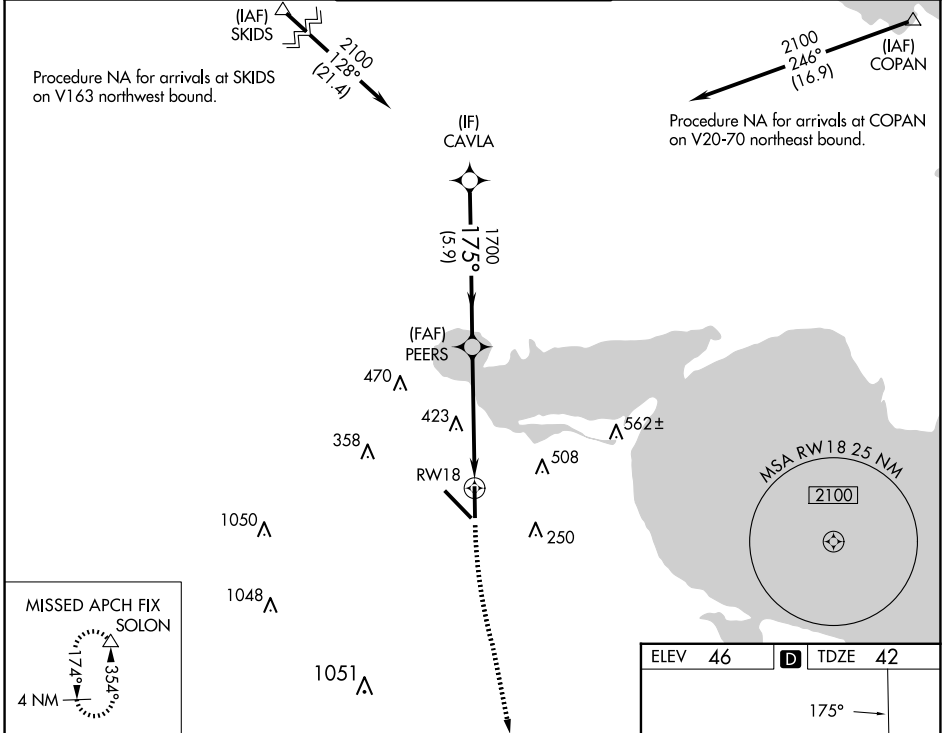 (IAF)
SKIDS
2100
128°
(21.4)
Procedure NA for arrivals at SKIDS
on V163 northwest bound.
2100
246°
(16.9)
(IAF)
COPAN
Procedure NA for arrivals at COPAN
on V20-70 northeast bound.
(IF)
CAVLA
1700
175°
(5.9)
(FAF)
PEERS
470
423
358
562±
508
RW18
250
1050
1048
1051
MSA RW18 25 NM
2100
MISSED APCH FIX
SOLON
174°
354°
4 NM
ELEV 46 D TDZE 42
175°